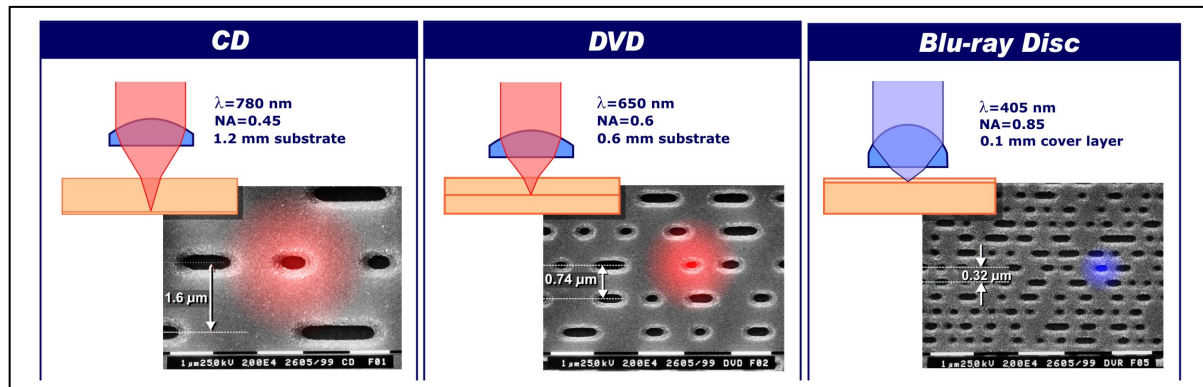 CD
λ=780 nm
NA=0.45
1.2 mm substrate
1.6 µm
1µm250kV 200E4 2605/99 CD F01
DVD
λ=650 nm
NA=0.6
0.6 mm substrate
0.74 µm
1µm250kV 200E4 2605/99 DVD F02
Blu-ray Disc
λ=405 nm
NA=0.85
0.1 mm cover layer
0.32 µm
1µm250kV 200E4 2605/99 DVR F05